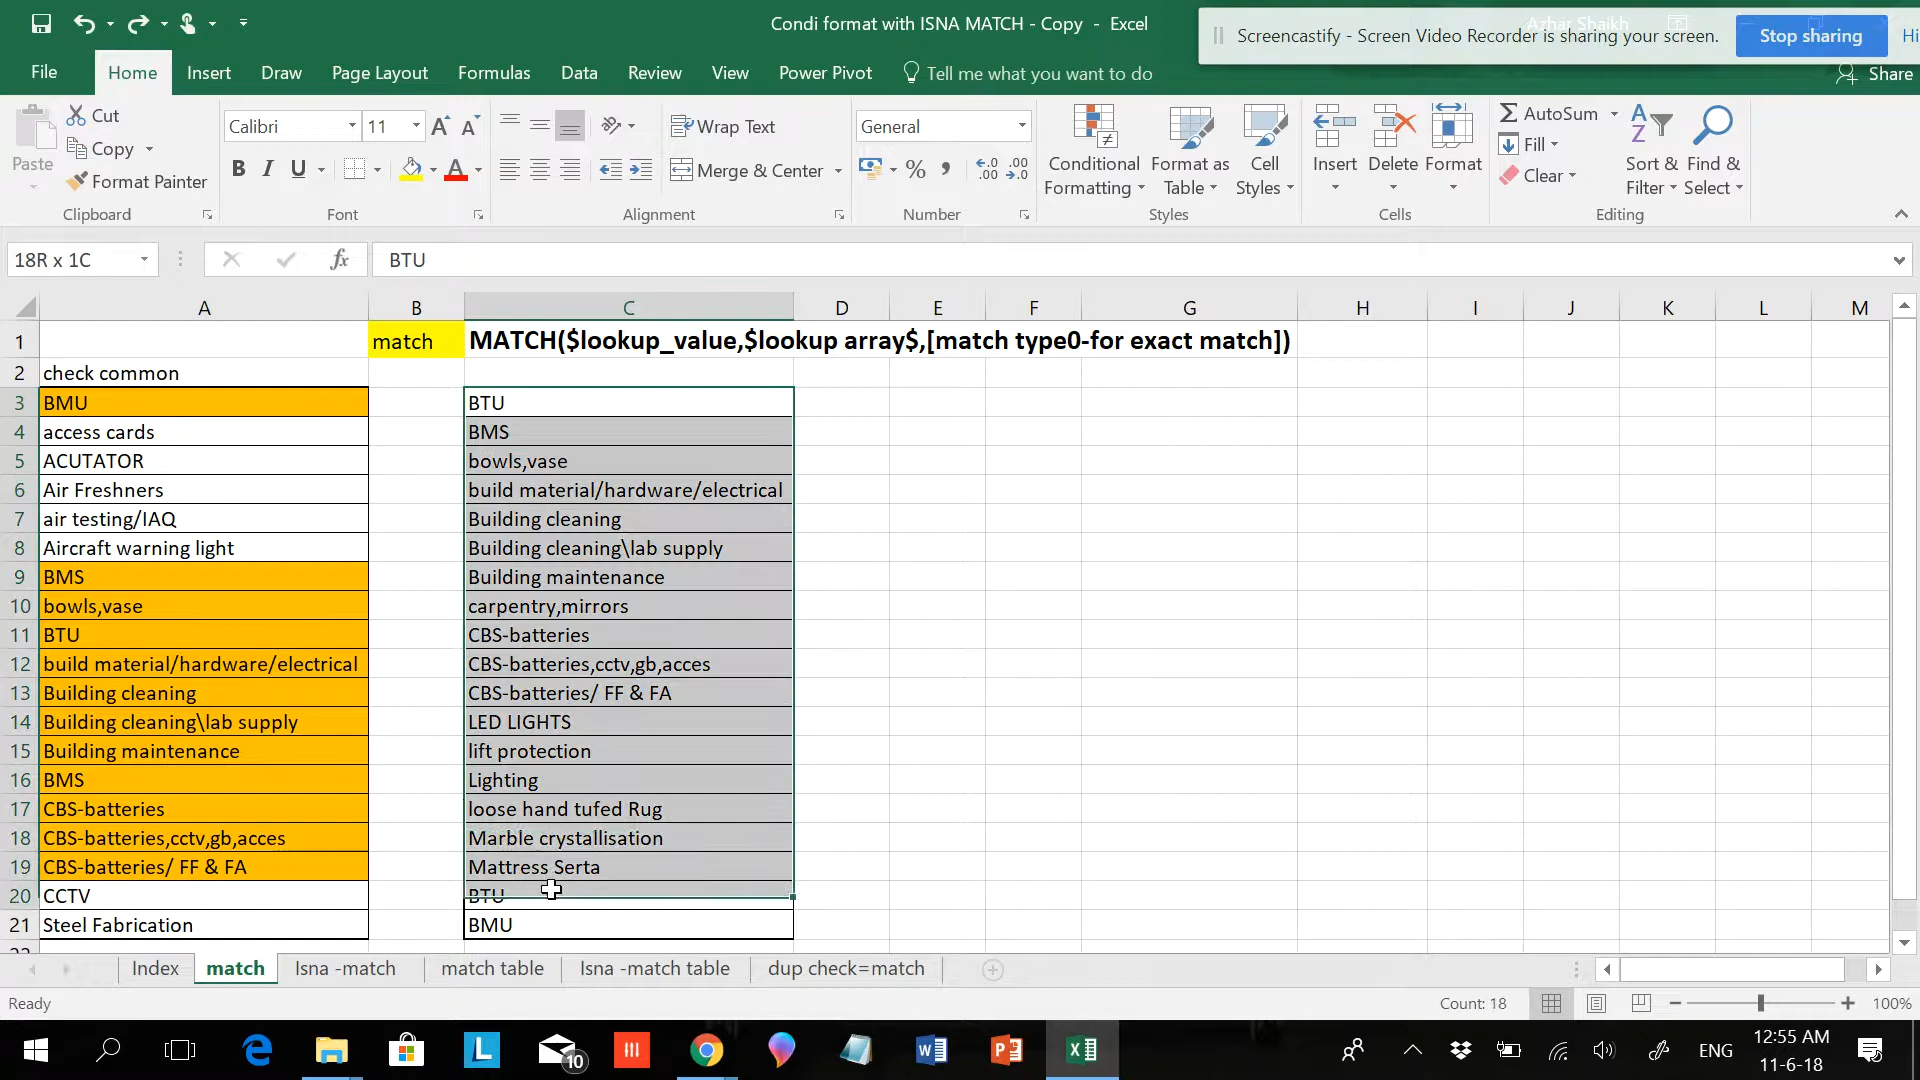 Condi format with ISNA MATCH - Copy - Excel
Azhar Shaikh
Screencastify - Screen Video Recorder is sharing your screen.
Stop sharing
Hi
File Home Insert Draw Page Layout Formulas Data Review View Power Pivot Tell me what you want to do Share
Paste
Cut
Copy
Format Painter
Clipboard
Calibri 11
B I U
Font
Wrap Text
Merge & Center
Alignment
General
Number
Conditional Formatting
Format as Table
Cell Styles
Styles
Insert
Delete
Format
Cells
AutoSum
Fill
Clear
Sort & Filter
Find & Select
Editing
18R x 1C fx BTU
A B C D E F G H I J K L M
1 match MATCH($lookup_value,$lookup array$,[match type0-for exact match])
2 check common
3 BMU BTU
4 access cards BMS
5 ACUTATOR bowls,vase
6 Air Freshners build material/hardware/electrical
7 air testing/IAQ Building cleaning
8 Aircraft warning light Building cleaning\lab supply
9 BMS Building maintenance
10 bowls,vase carpentry,mirrors
11 BTU CBS-batteries
12 build material/hardware/electrical CBS-batteries,cctv,gb,acces
13 Building cleaning CBS-batteries/ FF & FA
14 Building cleaning\lab supply LED LIGHTS
15 Building maintenance lift protection
16 BMS Lighting
17 CBS-batteries loose hand tufed Rug
18 CBS-batteries,cctv,gb,acces Marble crystallisation
19 CBS-batteries/ FF & FA Mattress Serta
20 CCTV BTU
21 Steel Fabrication BMU
22
Index match Isna -match match table Isna -match table dup check=match
Ready Count: 18 100%
10 ENG 12:55 AM
11-6-18